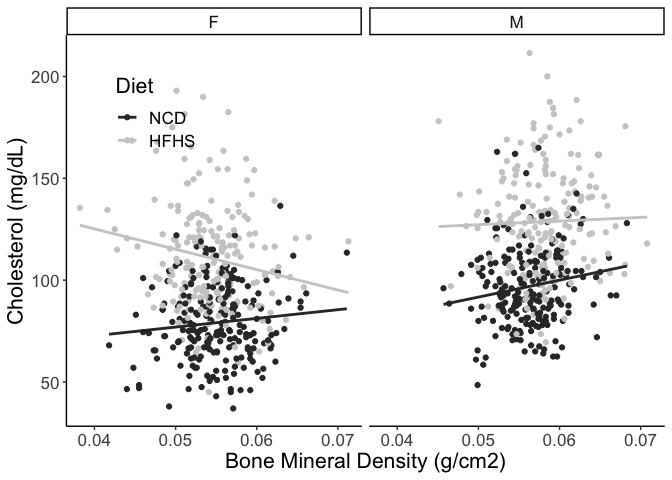 F
M
Diet
NCD
HFHS
Cholesterol (mg/dL)
200
150
100
50
0.04 0.05 0.06 0.07
0.04 0.05 0.06 0.07
Bone Mineral Density (g/cm2)